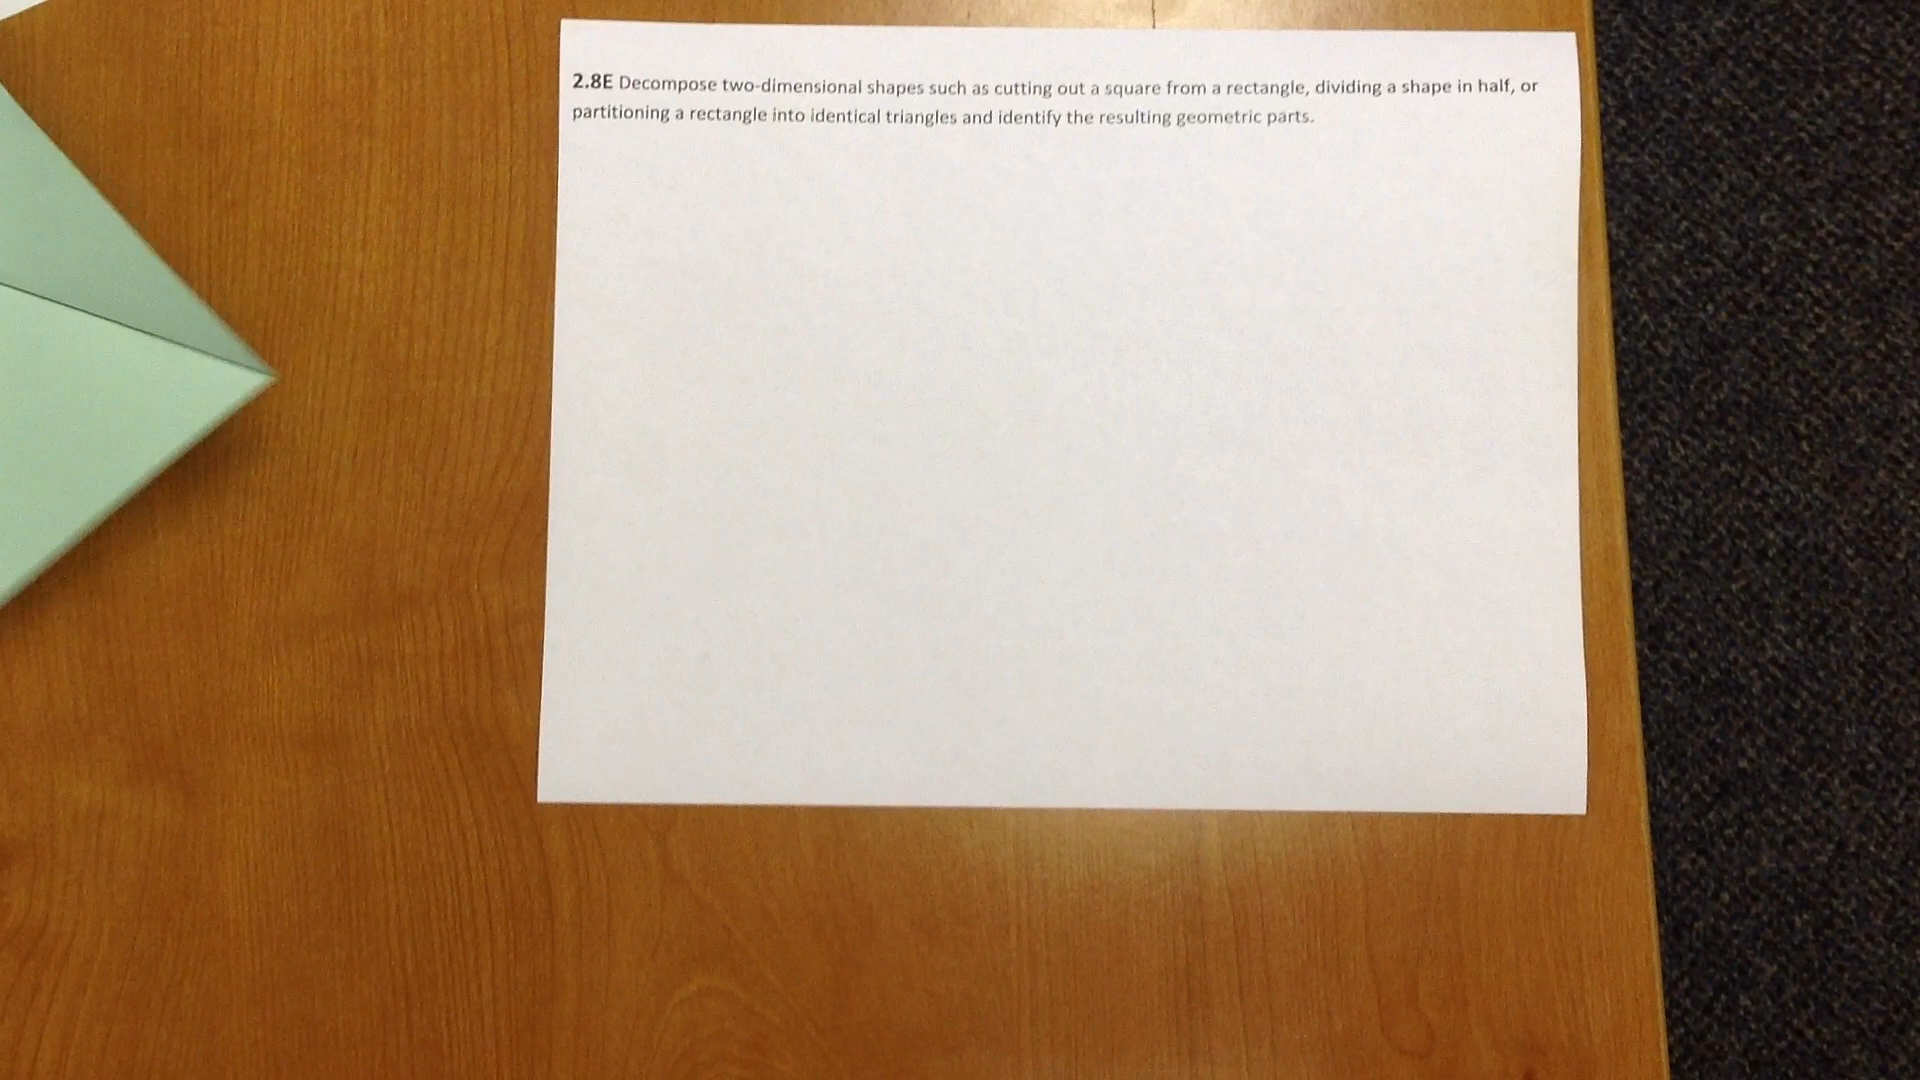 2.8E Decompose two-dimensional shapes such as cutting out a square from a rectangle, dividing a shape in half, or
partitioning a rectangle into identical triangles and identify the resulting geometric parts.